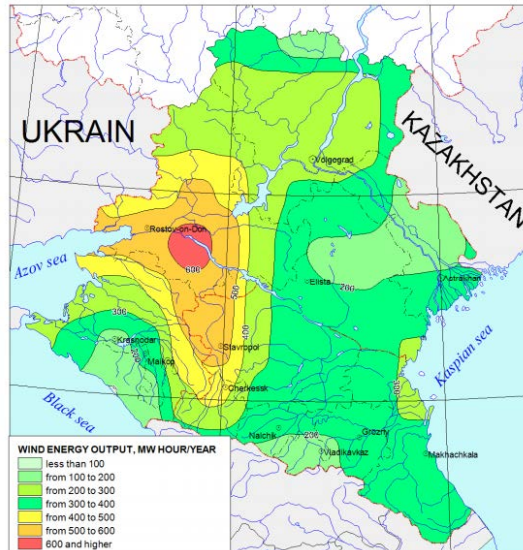 UKRAIN
KAZAKHSTAN
Volgegrad
Rostov-on-Don
Azov sea
600
Elista
200
Astrakhan
300
500
400
Krasnodar
Maikop
Stavropol
Cherkessk
Black sea
Caspian sea
Nalchik
200
Grozny
Vladikavkaz
Makhachkala
WIND ENERGY OUTPUT, MW HOUR/YEAR
less than 100
from 100 to 200
from 200 to 300
from 300 to 400
from 400 to 500
from 500 to 600
600 and higher